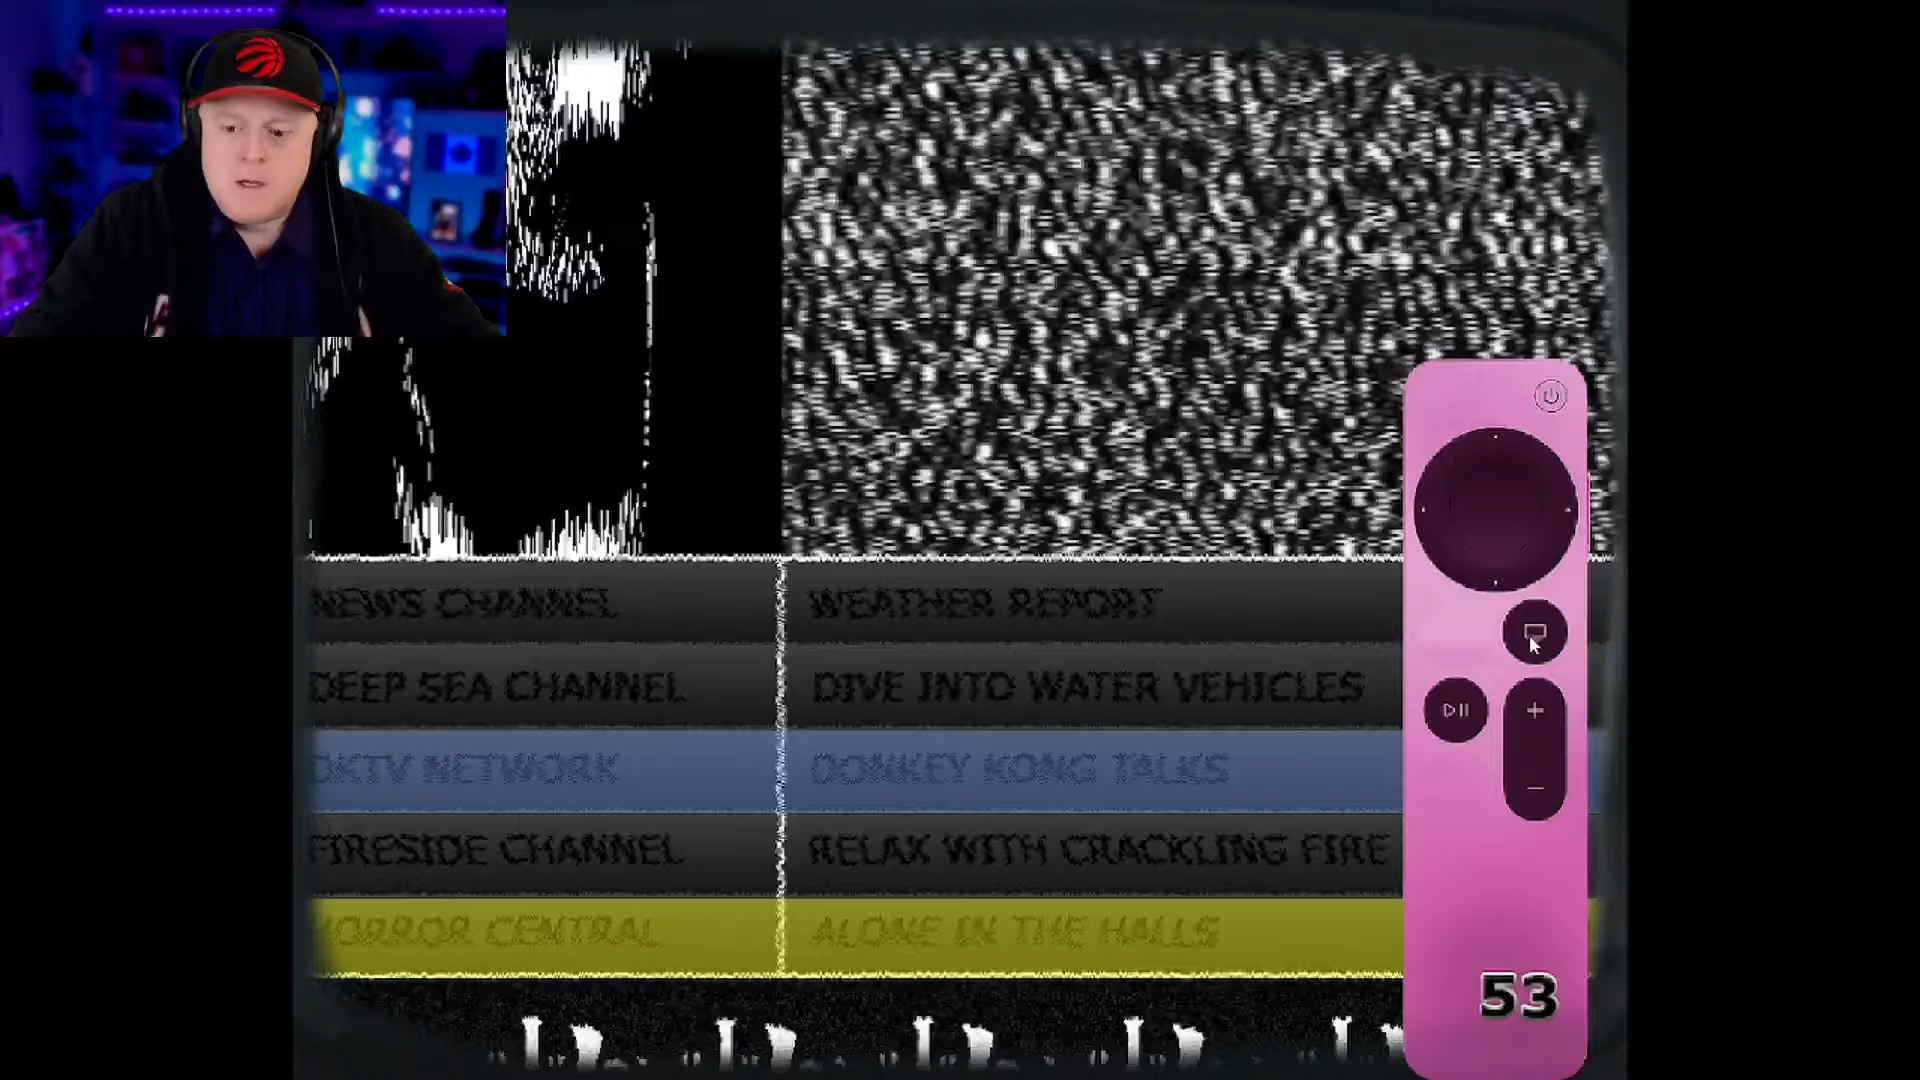 NEWS CHANNEL WEATHER REPORT
DEEP SEA CHANNEL DIVE INTO WATER VEHICLES
DKTV NETWORK DONKEY KONG TALKS
FIRESIDE CHANNEL RELAX WITH CRACKLING FIRE
HORROR CENTRAL ALONE IN THE HALLS
53